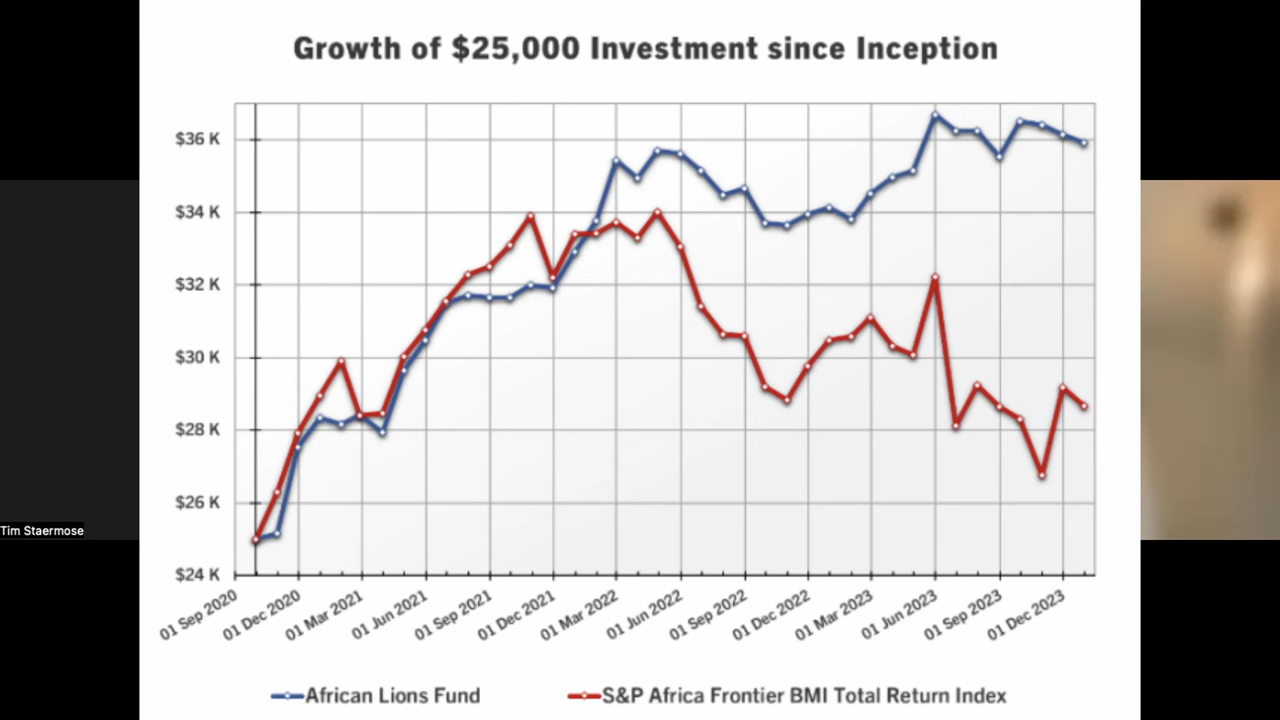 Growth of $25,000 Investment since Inception
$36 K
$34 K
$32 K
$30 K
$28 K
$26 K
$24 K
01 Sep 2020
01 Dec 2020
01 Mar 2021
01 Jun 2021
01 Sep 2021
01 Dec 2021
01 Mar 2022
01 Jun 2022
01 Sep 2022
01 Dec 2022
01 Mar 2023
01 Jun 2023
01 Sep 2023
01 Dec 2023
African Lions Fund
S&P Africa Frontier BMI Total Return Index
Tim Staermose